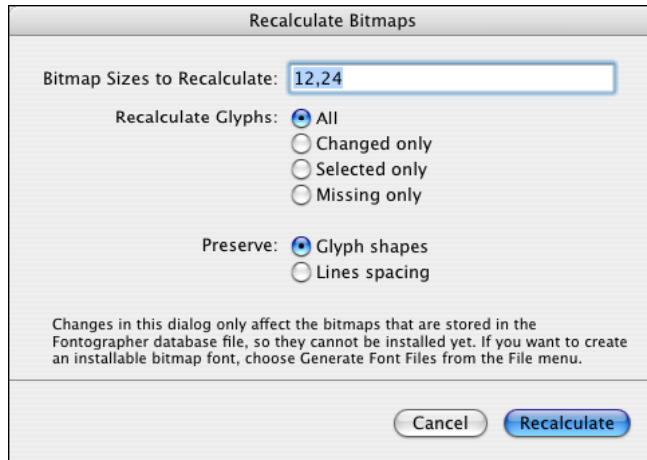 Recalculate Bitmaps
Bitmap Sizes to Recalculate: 12,24
Recalculate Glyphs: All
Changed only
Selected only
Missing only
Preserve: Glyph shapes
Lines spacing
Changes in this dialog only affect the bitmaps that are stored in the
Fontographer database file, so they cannot be installed yet. If you want to create
an installable bitmap font, choose Generate Font Files from the File menu.
Cancel Recalculate